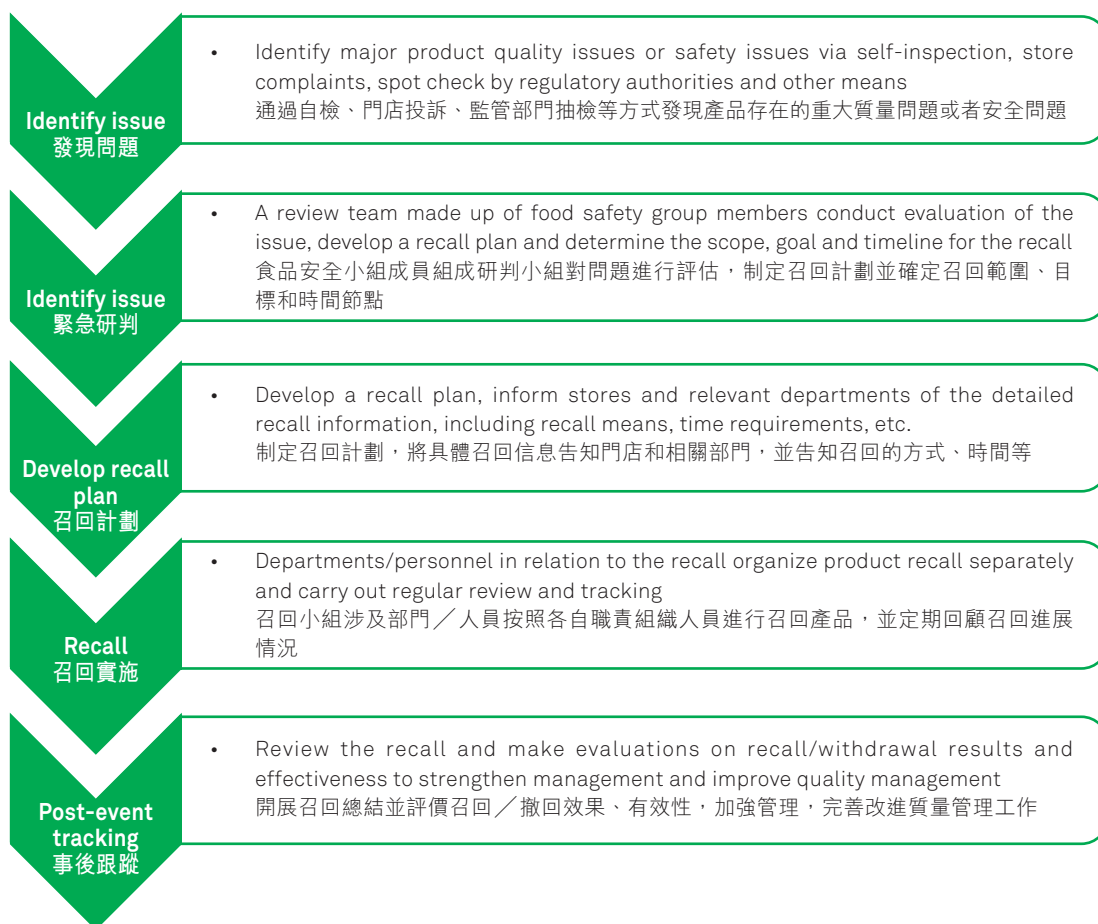 Identify issue
發現問題
• Identify major product quality issues or safety issues via self-inspection, store
complaints, spot check by regulatory authorities and other means
通過自檢、門店投訴、監管部門抽檢等方式發現產品存在的重大質量問題或者安全問題
Identify issue
緊急研判
• A review team made up of food safety group members conduct evaluation of the
issue, develop a recall plan and determine the scope, goal and timeline for the recall
食品安全小組成員組成研判小組對問題進行評估，制定召回計劃並確定召回範圍、目
標和時間節點
Develop recall
plan
召回計劃
• Develop a recall plan, inform stores and relevant departments of the detailed
recall information, including recall means, time requirements, etc.
制定召回計劃，將具體召回信息告知門店和相關部門，並告知召回的方式、時間等
Recall
召回實施
• Departments/personnel in relation to the recall organize product recall separately
and carry out regular review and tracking
召回小組涉及部門／人員按照各自職責組織人員進行召回產品，並定期回顧召回進展
情況
Post-event
tracking
事後跟蹤
• Review the recall and make evaluations on recall/withdrawal results and
effectiveness to strengthen management and improve quality management
開展召回總結並評價召回／撤回效果、有效性，加強管理，完善改進質量管理工作